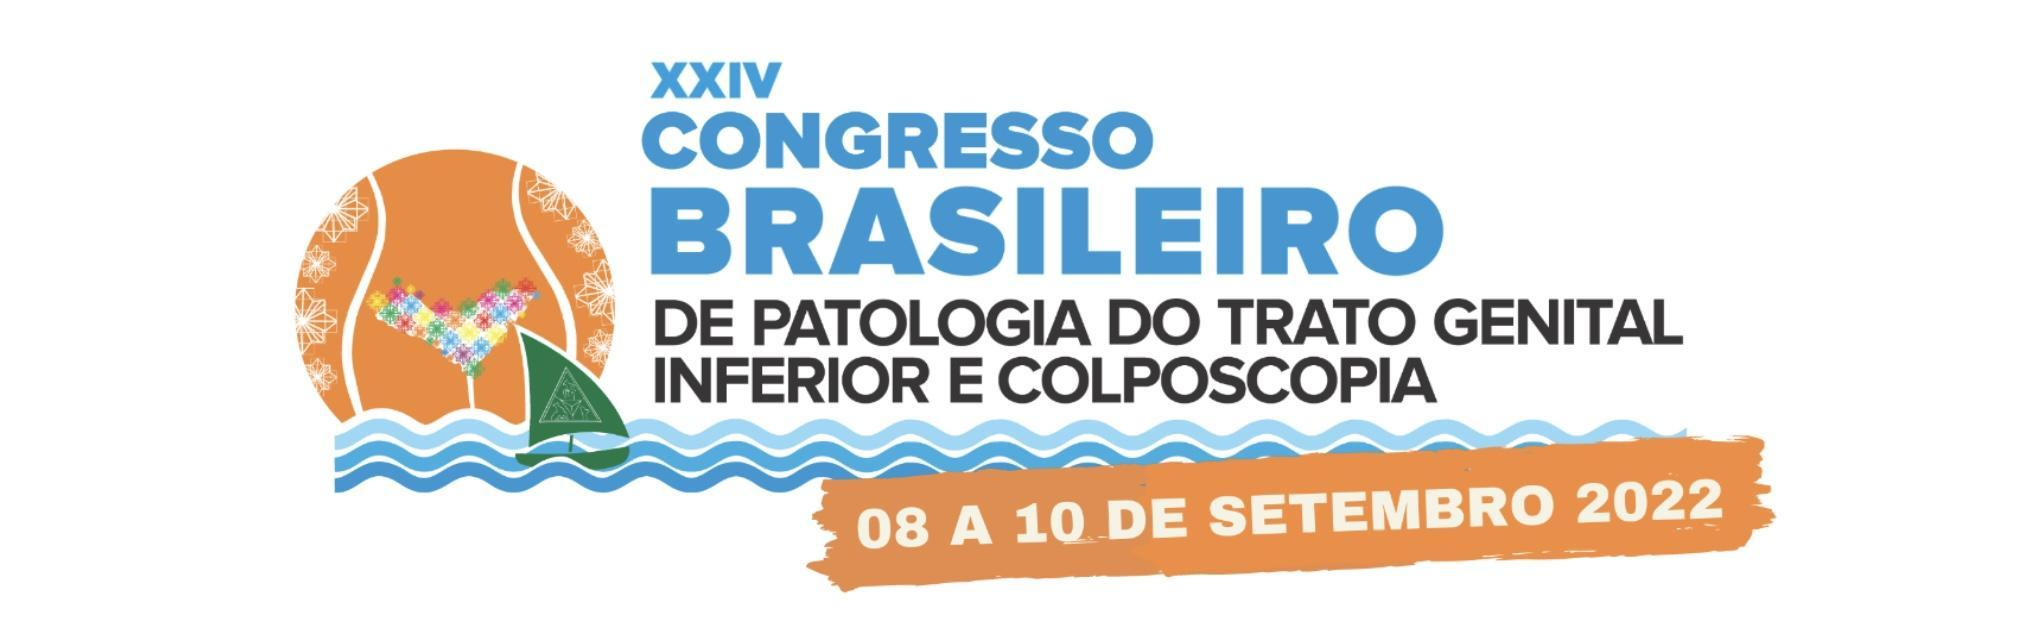 XXIV
CONGRESSO
BRASILEIRO
DE PATOLOGIA DO TRATO GENITAL
INFERIOR E COLPOSCOPIA
08 A 10 DE SETEMBRO 2022